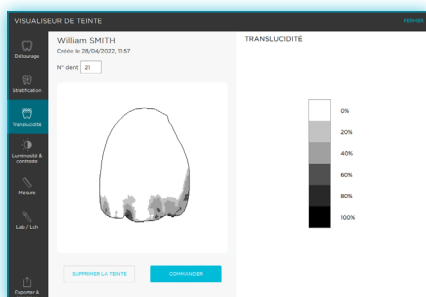 VISUALISEUR DE TEINTE
FERMER
Détourage
Stratification
Translucidité
Luminosité &
contraste
Mesure
Lab / Lch
Exporter &
William SMITH
Créée le 28/04/2022, 11:57
N° dent 21
SUPPRIMER LA TEINTE
COMMANDER
TRANSLUCIDITÉ
0%
20%
40%
60%
80%
100%